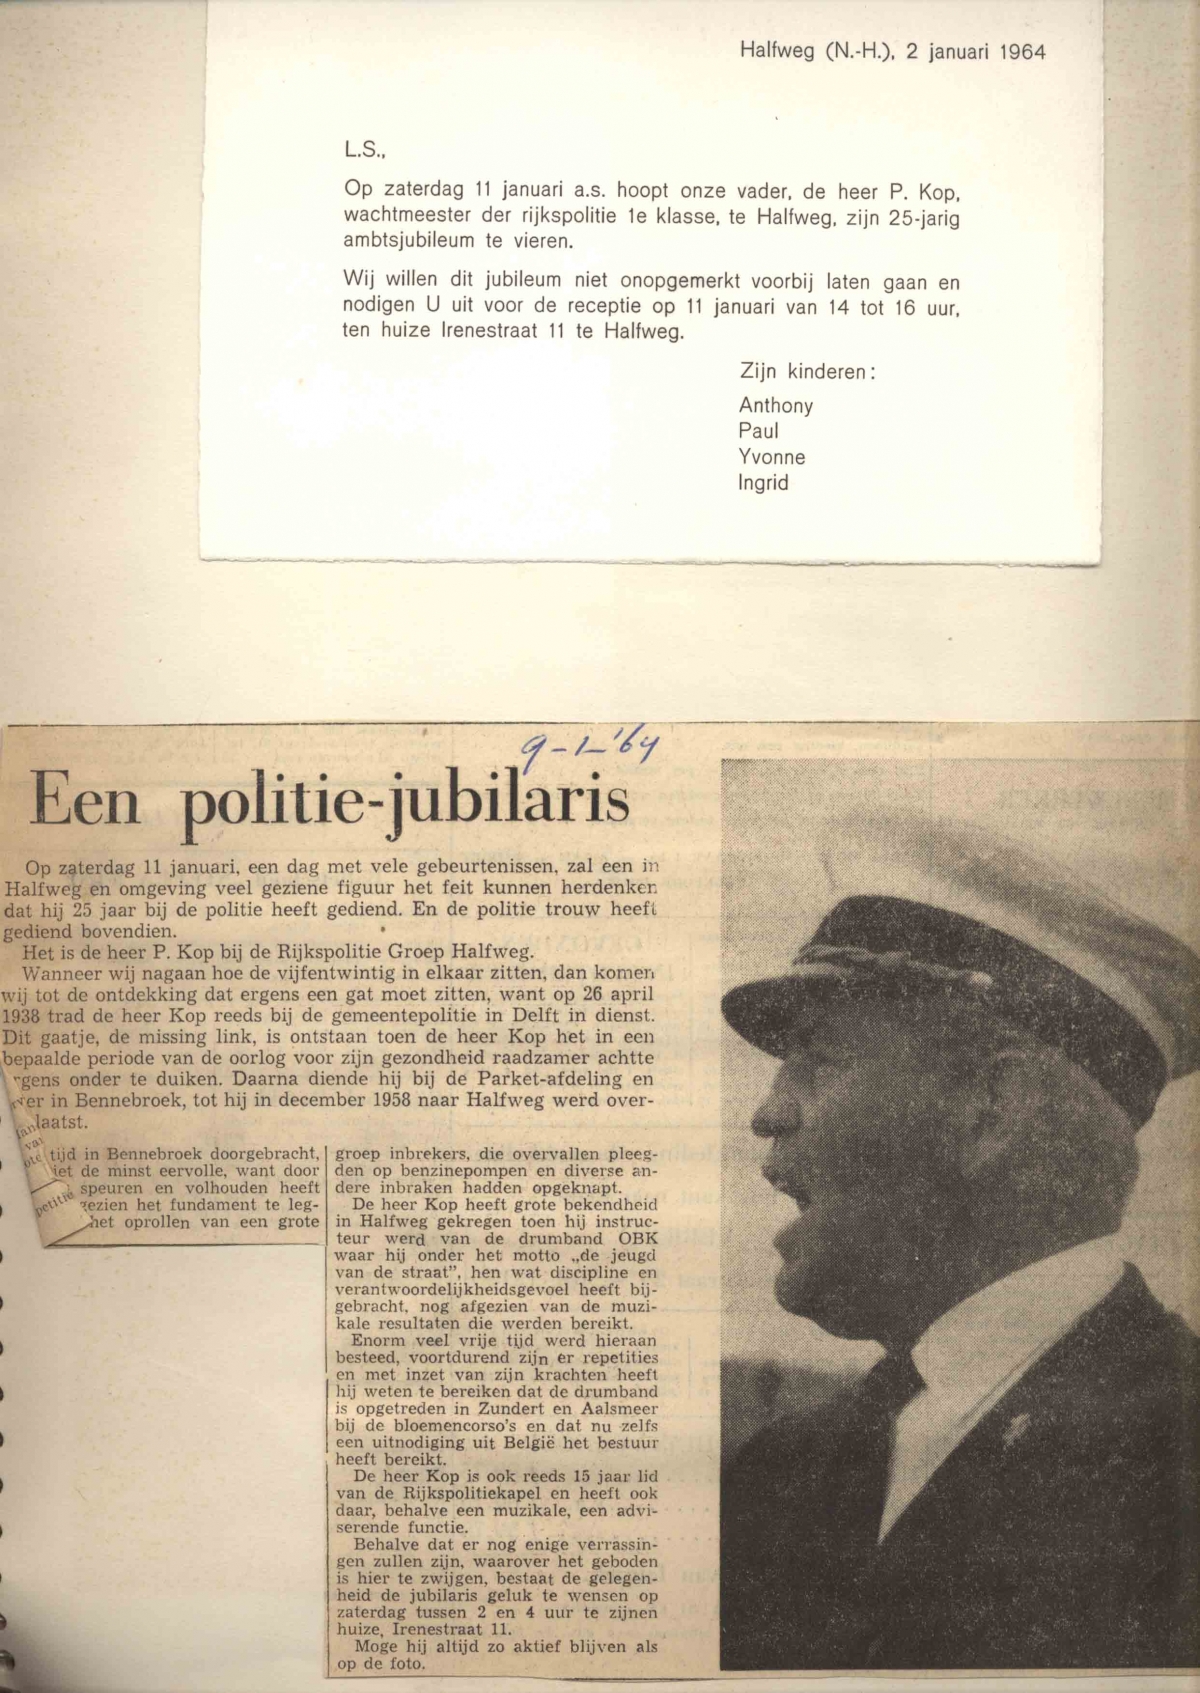 Halfweg (N.-H.), 2 januari 1964
L.S.,
Op zaterdag 11 januari a.s. hoopt onze vader, de heer P. Kop,
wachtmeester der rijkspolitie 1e klasse, te Halfweg, zijn 25-jarig
ambtsjubileum te vieren.
Wij willen dit jubileum niet onopgemerkt voorbij laten gaan en
nodigen U uit voor de receptie op 11 januari van 14 tot 16 uur,
ten huize Irenestraat 11 te Halfweg.
Zijn kinderen:
Anthony
Paul
Yvonne
Ingrid
9-1-'64
Een politie-jubilaris
Op zaterdag 11 januari, een dag met vele gebeurtenissen, zal een in
Halfweg en omgeving veel geziene figuur het feit kunnen herdenken
dat hij 25 jaar bij de politie heeft gediend. En de politie trouw heeft
gediend bovendien.
Het is de heer P. Kop bij de Rijkspolitie Groep Halfweg.
Wanneer wij nagaan hoe de vijfentwintig in elkaar zitten, dan komen
wij tot de ontdekking dat ergens een gat moet zitten, want op 26 april
1938 trad de heer Kop reeds bij de gemeentepolitie in Delft in dienst.
Dit gaatje, de missing link, is ontstaan toen de heer Kop het in een
bepaalde periode van de oorlog voor zijn gezondheid raadzamer achtte
rgens onder te duiken. Daarna diende hij bij de Parket-afdeling en
er in Bennebroek, tot hij in december 1958 naar Halfweg werd over-
laatst.
tijd in Bennebroek doorgebracht,
iet de minst eervolle, want door
speuren en volhouden heeft
gezien het fundament te leg-
het oprollen van een grote
petitie
groep inbrekers, die overvallen pleeg-
den op benzinepompen en diverse an-
dere inbraken hadden opgeknapt.
De heer Kop heeft grote bekendheid
in Halfweg gekregen toen hij instruc-
teur werd van de drumband OBK
waar hij onder het motto „de jeugd
van de straat”, hen wat discipline en
verantwoordelijkheidsgevoel heeft bij-
gebracht, nog afgezien van de muzi-
kale resultaten die werden bereikt.
Enorm veel vrije tijd werd hieraan
besteed, voortdurend zijn er repetities
en met inzet van zijn krachten heeft
hij weten te bereiken dat de drumband
is opgetreden in Zundert en Aalsmeer
bij de bloemencorso's en dat nu zelfs
een uitnodiging uit België het bestuur
heeft bereikt.
De heer Kop is ook reeds 15 jaar lid
van de Rijkspolitiekapel en heeft ook
daar, behalve een muzikale, een advi-
serende functie.
Behalve dat er nog enige verrassin-
gen zullen zijn, waarover het geboden
is hier te zwijgen, bestaat de gelegen-
heid de jubilaris geluk te wensen op
zaterdag tussen 2 en 4 uur te zijnen
huize, Irenestraat 11.
Moge hij altijd zo aktief blijven als
op de foto.